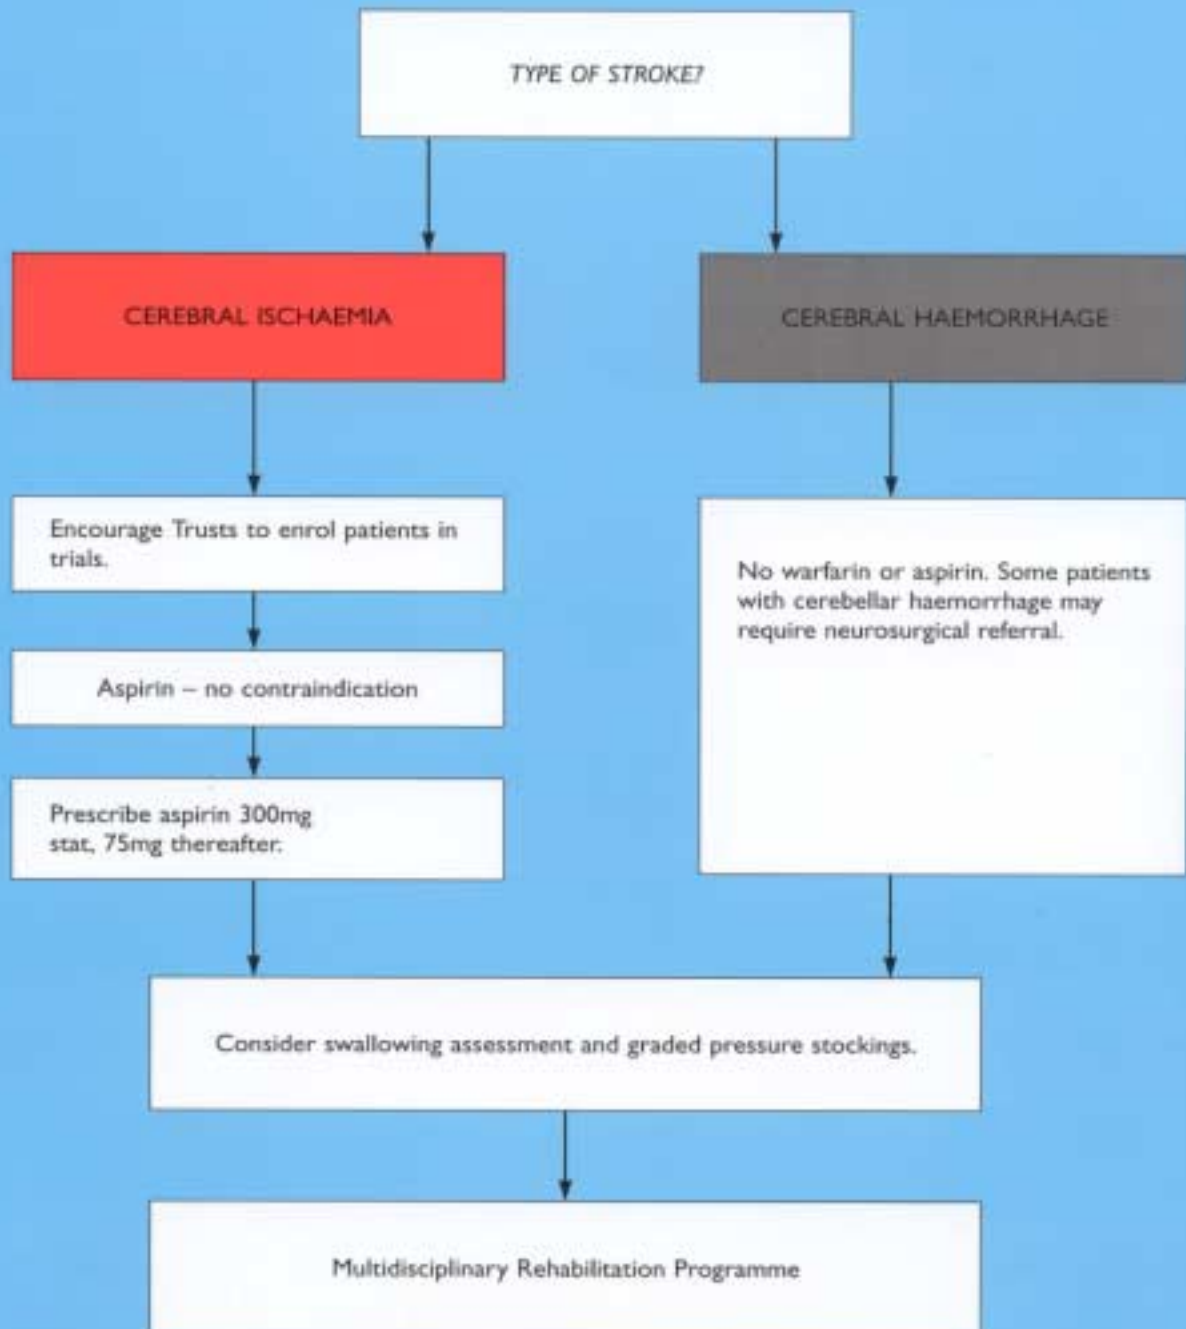 TYPE OF STROKE?
CEREBRAL ISCHAEMIA
CEREBRAL HAEMORRHAGE
Encourage Trusts to enrol patients in
trials.
Aspirin – no contraindication
Prescribe aspirin 300mg
stat, 75mg thereafter.
No warfarin or aspirin. Some patients
with cerebellar haemorrhage may
require neurosurgical referral.
Consider swallowing assessment and graded pressure stockings.
Multidisciplinary Rehabilitation Programme